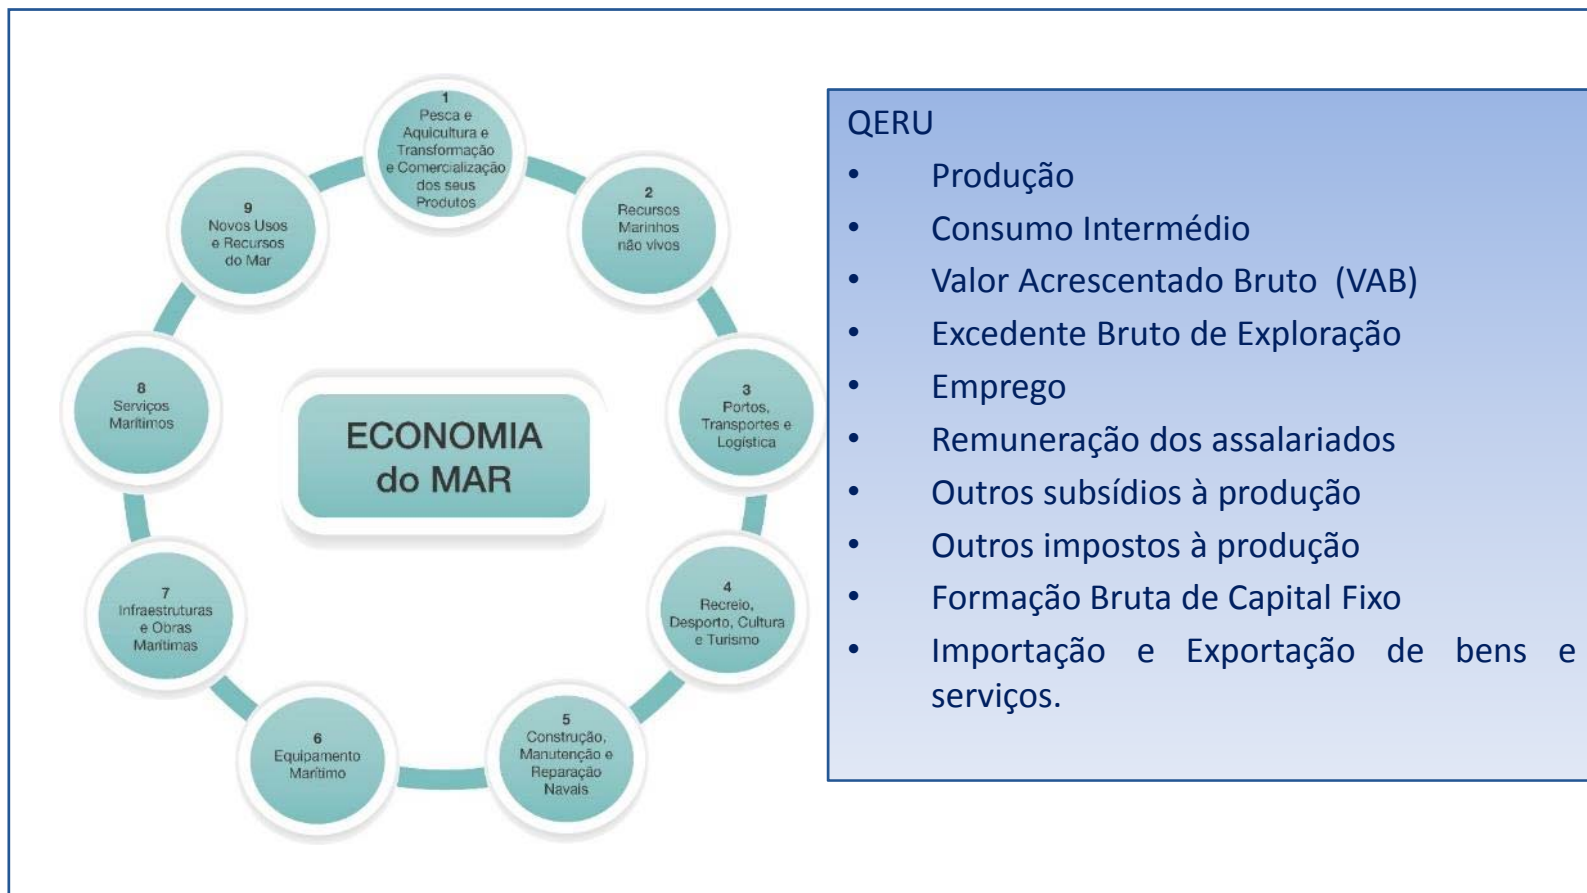 1
Pesca e
Aquicultura e
Transformação
e Comercialização
dos seus
Produtos
2
Recursos
Marinhos
não vivos
3
Portos,
Transportes e
Logística
4
Recreio,
Desporto, Cultura
e Turismo
5
Construção,
Manutenção e
Reparação
Navais
6
Equipamento
Marítimo
7
Infraestruturas
e Obras
Marítimas
8
Serviços
Marítimos
9
Novos Usos
e Recursos
do Mar
ECONOMIA
do MAR
QERU
• Produção
• Consumo Intermédio
• Valor Acrescentado Bruto (VAB)
• Excedente Bruto de Exploração
• Emprego
• Remuneração dos assalariados
• Outros subsídios à produção
• Outros impostos à produção
• Formação Bruta de Capital Fixo
• Importação e Exportação de bens e
serviços.